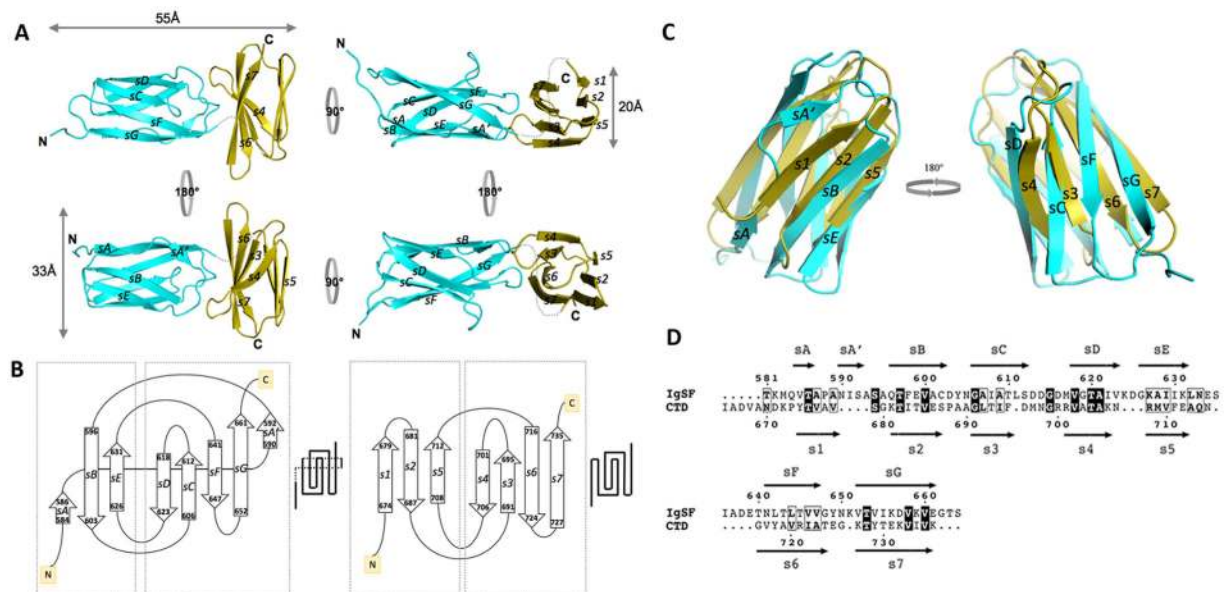 A
55Å
C
N
sD
sC
sF
sG
s7
s4
s6
90°
N
sF
sC
sG
sD
sA
sE
sB
sA'
C
s1
s2
s3
s5
s4
20Å
180°
180°
33Å
N
sA
sA'
sB
sE
s6
s3
s4
s5
s7
C
90°
N
sB
sE
sG
sD
sC
sF
s4
s3
s5
s6
s2
C
B
C
596
sB
603
631
sE
626
618
sD
623
612
sC
606
641
sF
647
661
sG
652
592
sA'
590
586
sA
584
N
C
679
s1
674
681
s2
687
712
s5
708
701
s4
706
695
s3
691
716
s6
724
735
s7
727
N
C
sA'
s1
s2
sB
s5
sA
sE
180°
sD
s4
sC
s3
sF
s6
sG
s7
D
sA sA' sB sC sD sE
581 590 600 610 620 630
IgSF ...TKMQVTAPANISASAQTFEVACDYNGAIATLSDDGDMVGTAIVKDGKAIKLNES
CTD IADVANDKPYTVAV.....SGKTITVESPAAGLTIF.DMNGRRVATAKN....RMVFEAQN
670 680 690 700 710
s1 s2 s3 s4 s5
sF sG
640 650 660
IgSF IADETNLTLTVVGYNKVTVIKDVKVEGTS
CTD ....GVYAVRIATEG.KTYTEKVIVK...
720 730
s6 s7